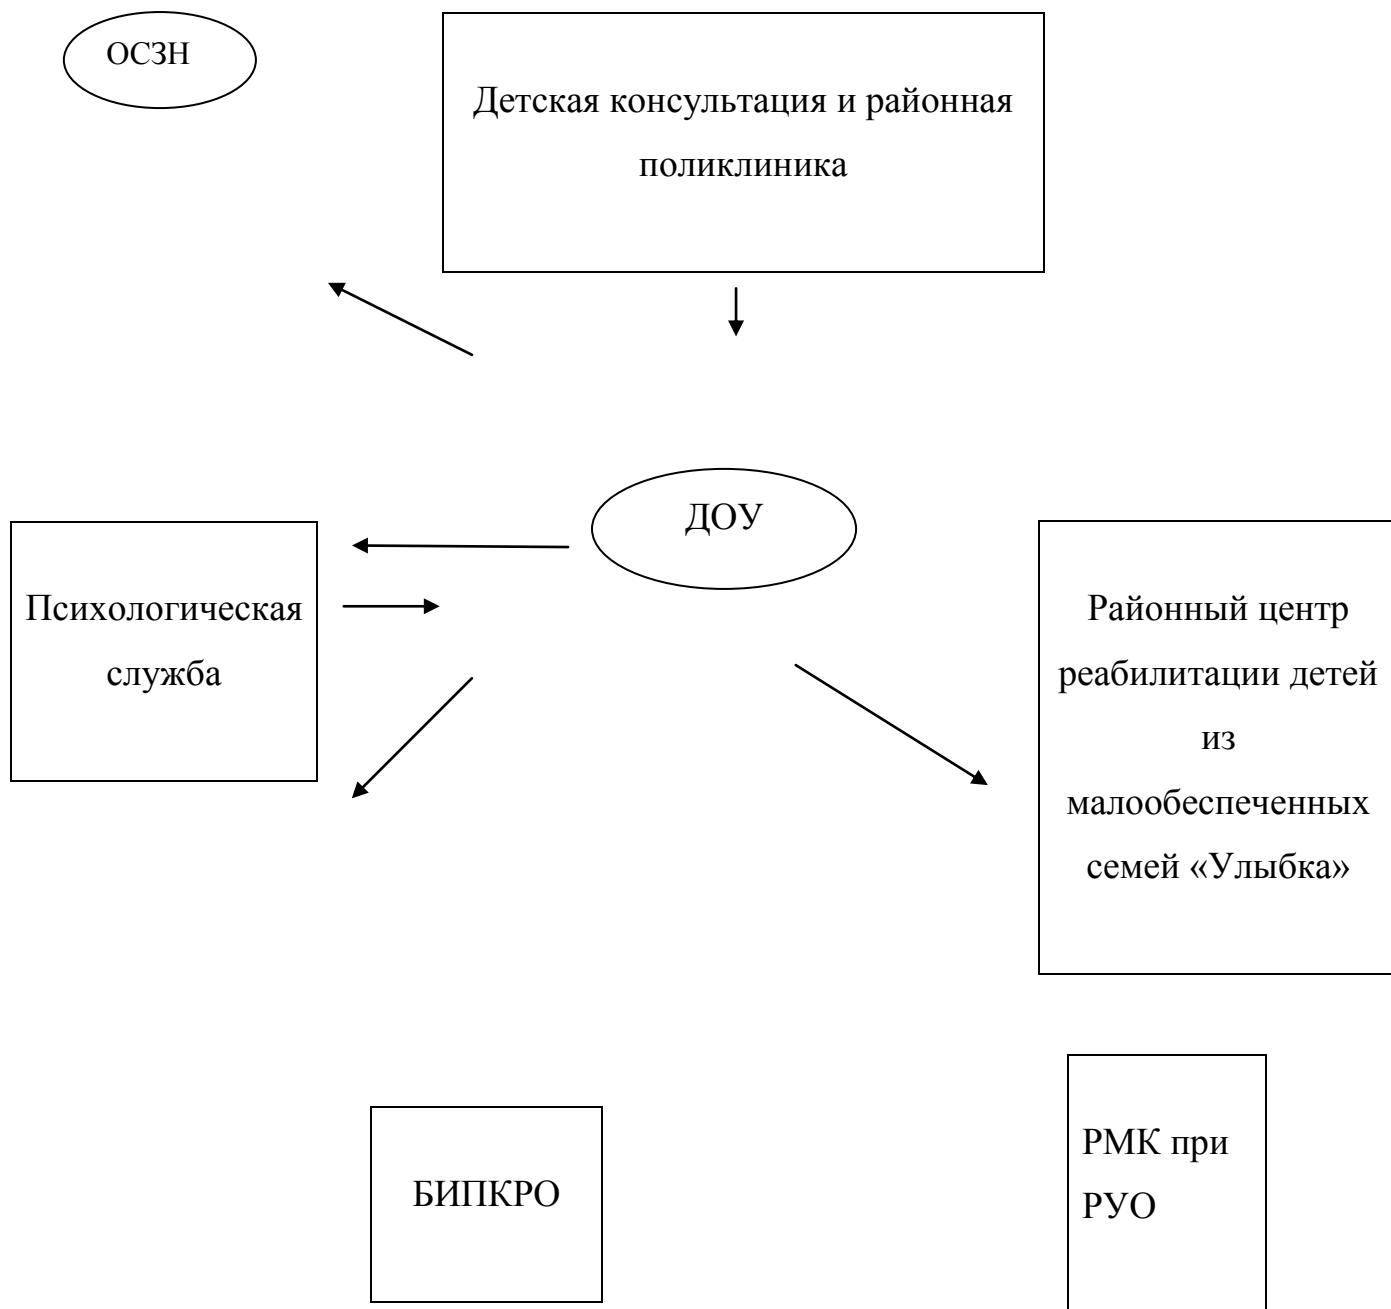 ОСЗН
Детская консультация и районная
поликлиника
ДОУ
Психологическая
служба
Районный центр
реабилитации детей
из
малообеспеченных
семей «Улыбка»
БИПКРО
РМК при
РУО